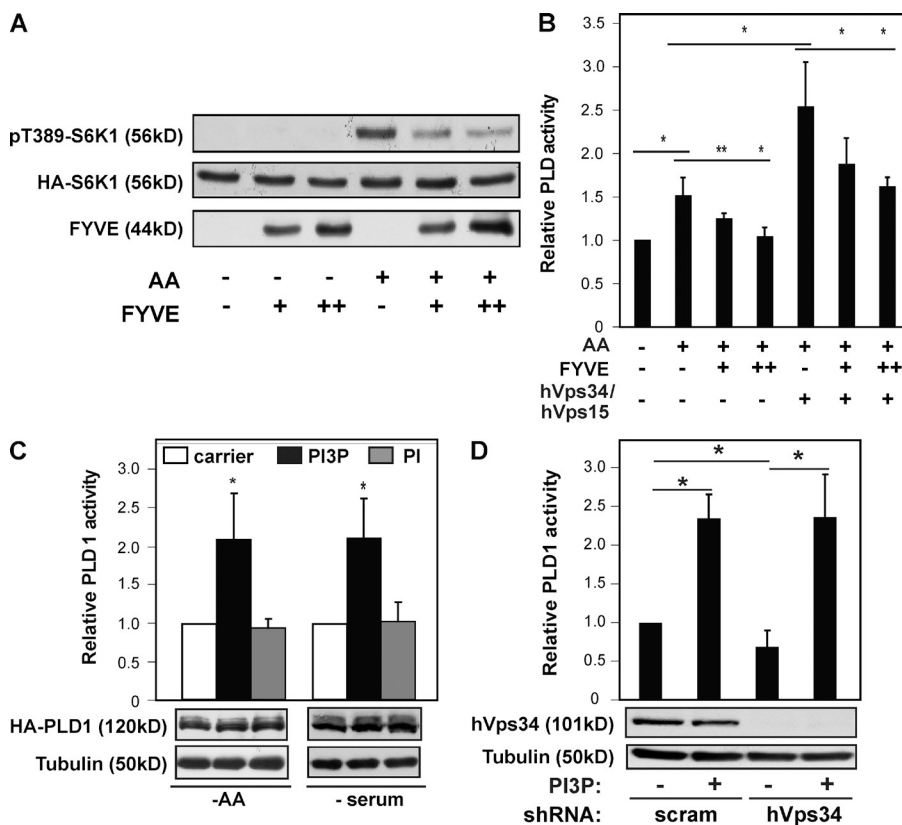 A
pT389-S6K1 (56kD)
HA-S6K1 (56kD)
FYVE (44kD)
AA - - - + + +
FYVE - + ++ - + ++
B
Relative PLD activity
3.5
3.0
2.5
2.0
1.5
1.0
0.5
0
* ** * * * *
AA - + + + + + +
FYVE - - + ++ - + ++
hVps34/
hVps15 - - - - + + +
C
carrier PI3P PI
Relative PLD1 activity
3.0
2.5
2.0
1.5
1.0
0.5
0
* *
HA-PLD1 (120kD)
Tubulin (50kD)
-AA - serum
D
Relative PLD1 activity
3.0
2.5
2.0
1.5
1.0
0.5
0
* * *
hVps34 (101kD)
Tubulin (50kD)
PI3P: - + - +
shRNA: scram hVps34